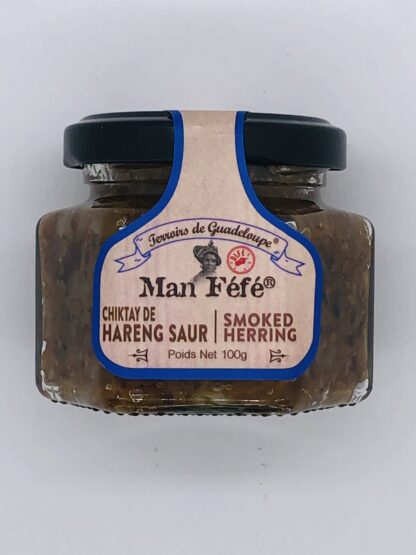 Terroirs de Guadeloupe®
Man Féfé®
CHIKTAY DE
HARENG SAUR
SMOKED
HERRING
Poids Net 100g